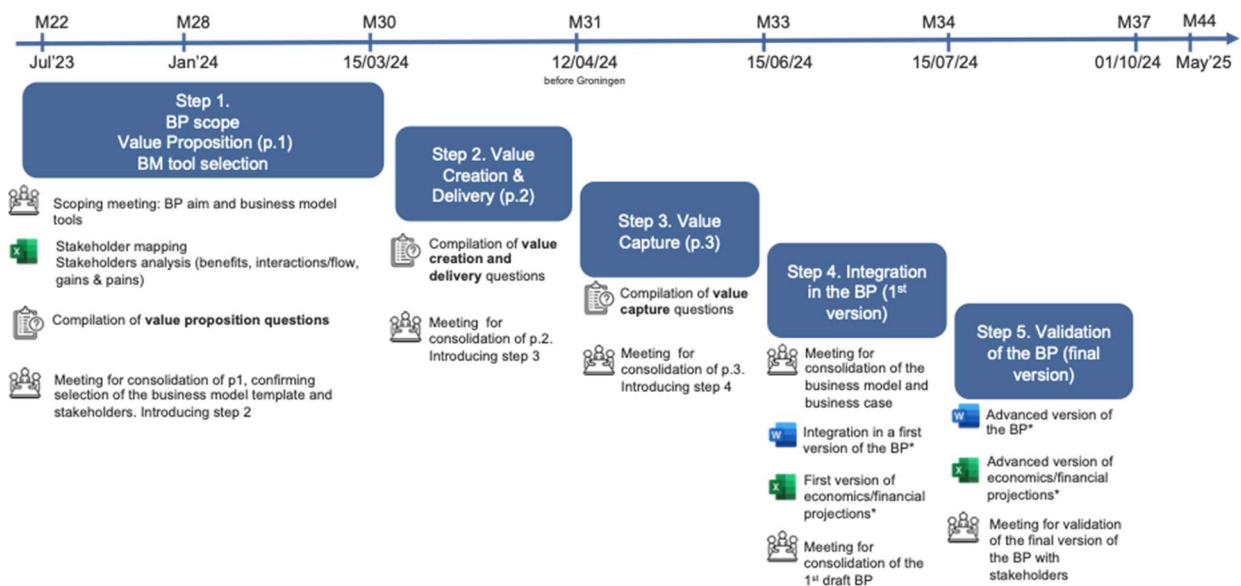 M22
M28
M30
M31
M33
M34
M37
M44
Jul'23
Jan'24
15/03/24
12/04/24
before Groningen
15/06/24
15/07/24
01/10/24
May'25
Step 1.
BP scope
Value Proposition (p.1)
BM tool selection
Scoping meeting: BP aim and business model
tools
Stakeholder mapping
Stakeholders analysis (benefits, interactions/flow,
gains & pains)
Compilation of value proposition questions
Meeting for consolidation of p1, confirming
selection of the business model template and
stakeholders. Introducing step 2
Step 2. Value
Creation &
Delivery (p.2)
Compilation of value
creation and
delivery questions
Meeting for
consolidation of p.2.
Introducing step 3
Step 3. Value
Capture (p.3)
Compilation of value
capture questions
Meeting for
consolidation of p.3.
Introducing step 4
Step 4. Integration
in the BP (1st
version)
Meeting for
consolidation of the
business model and
business case
Integration in a first
version of the BP*
First version of
economics/financial
projections*
Meeting for
consolidation of the
1st draft BP
Step 5. Validation
of the BP (final
version)
Advanced version of
the BP*
Advanced version of
economics/financial
projections*
Meeting for validation
of the final version of
the BP with
stakeholders